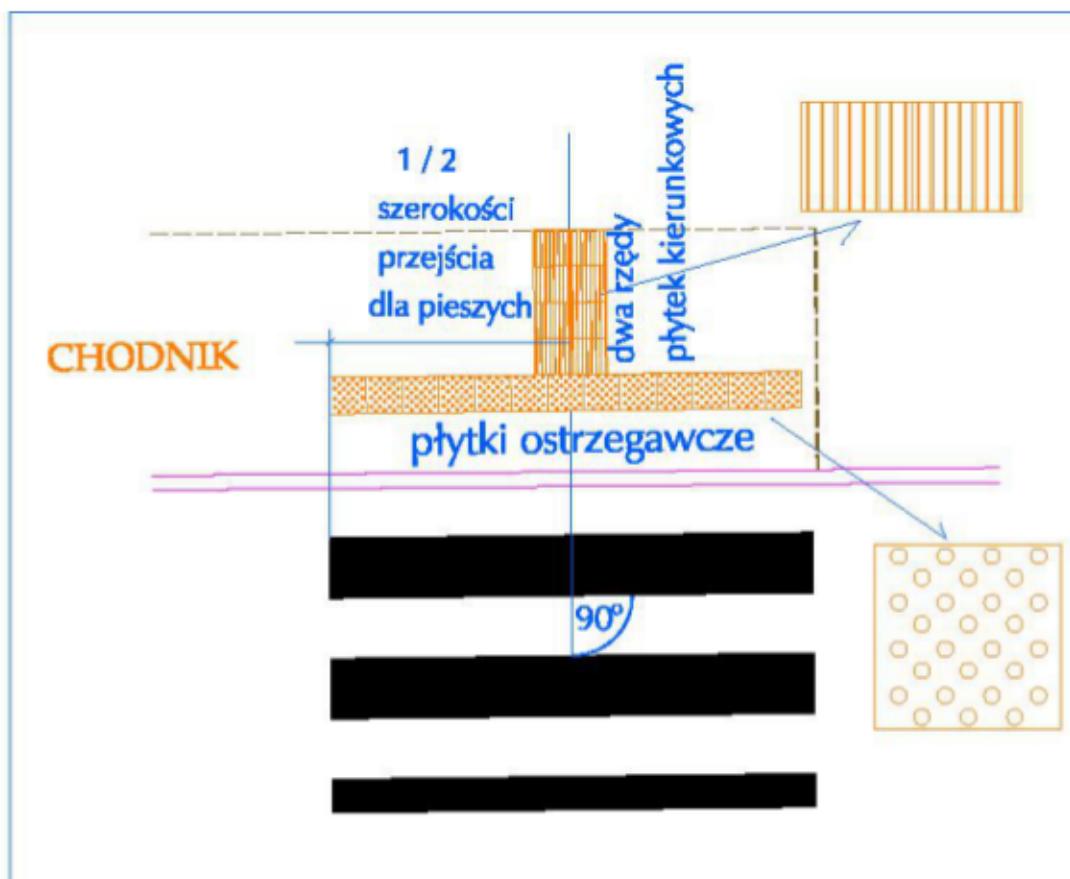 1 / 2
szerokości
przejścia
dla pieszych
dwa rzędy
płytek kierunkowych
CHODNIK
płytki ostrzegawcze
90°